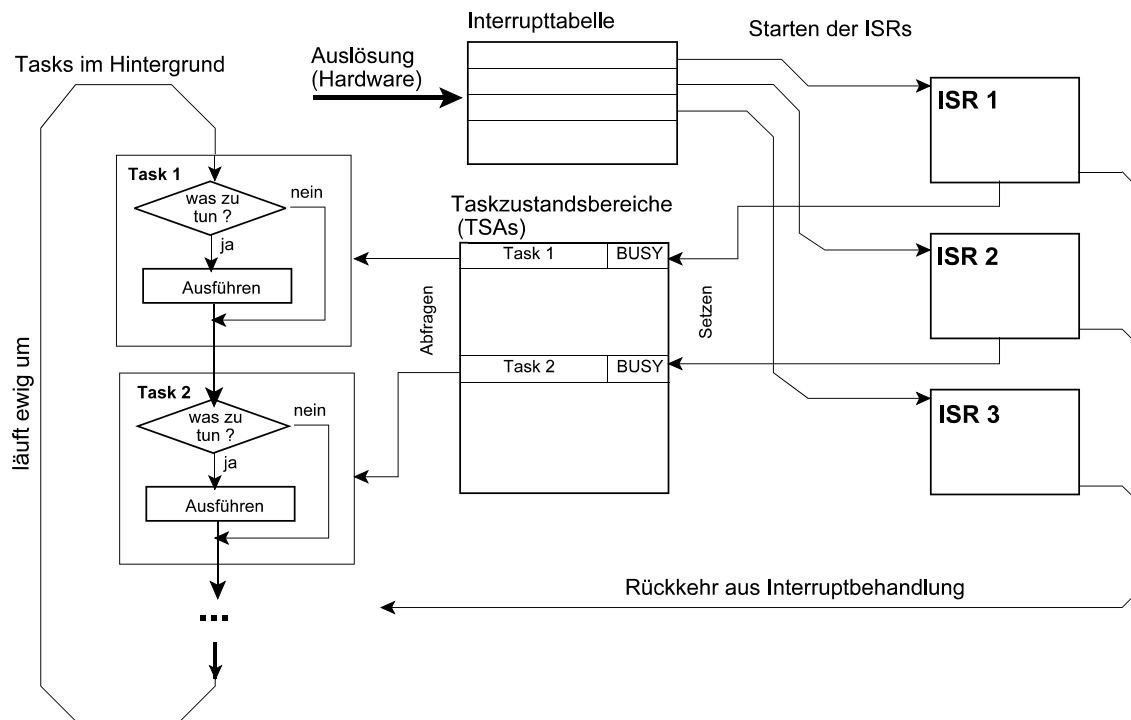 Interrupttabelle
Starten der ISRs
Auslösung
(Hardware)
Tasks im Hintergrund
ISR 1
Task 1
was zu
tun ?
nein
ja
Ausführen
Taskzustandsbereiche
(TSAs)
Task 1 BUSY
ISR 2
Abfragen
Setzen
Task 2 BUSY
läuft ewig um
Task 2
was zu
tun ?
nein
ja
Ausführen
ISR 3
Rückkehr aus Interruptbehandlung
...